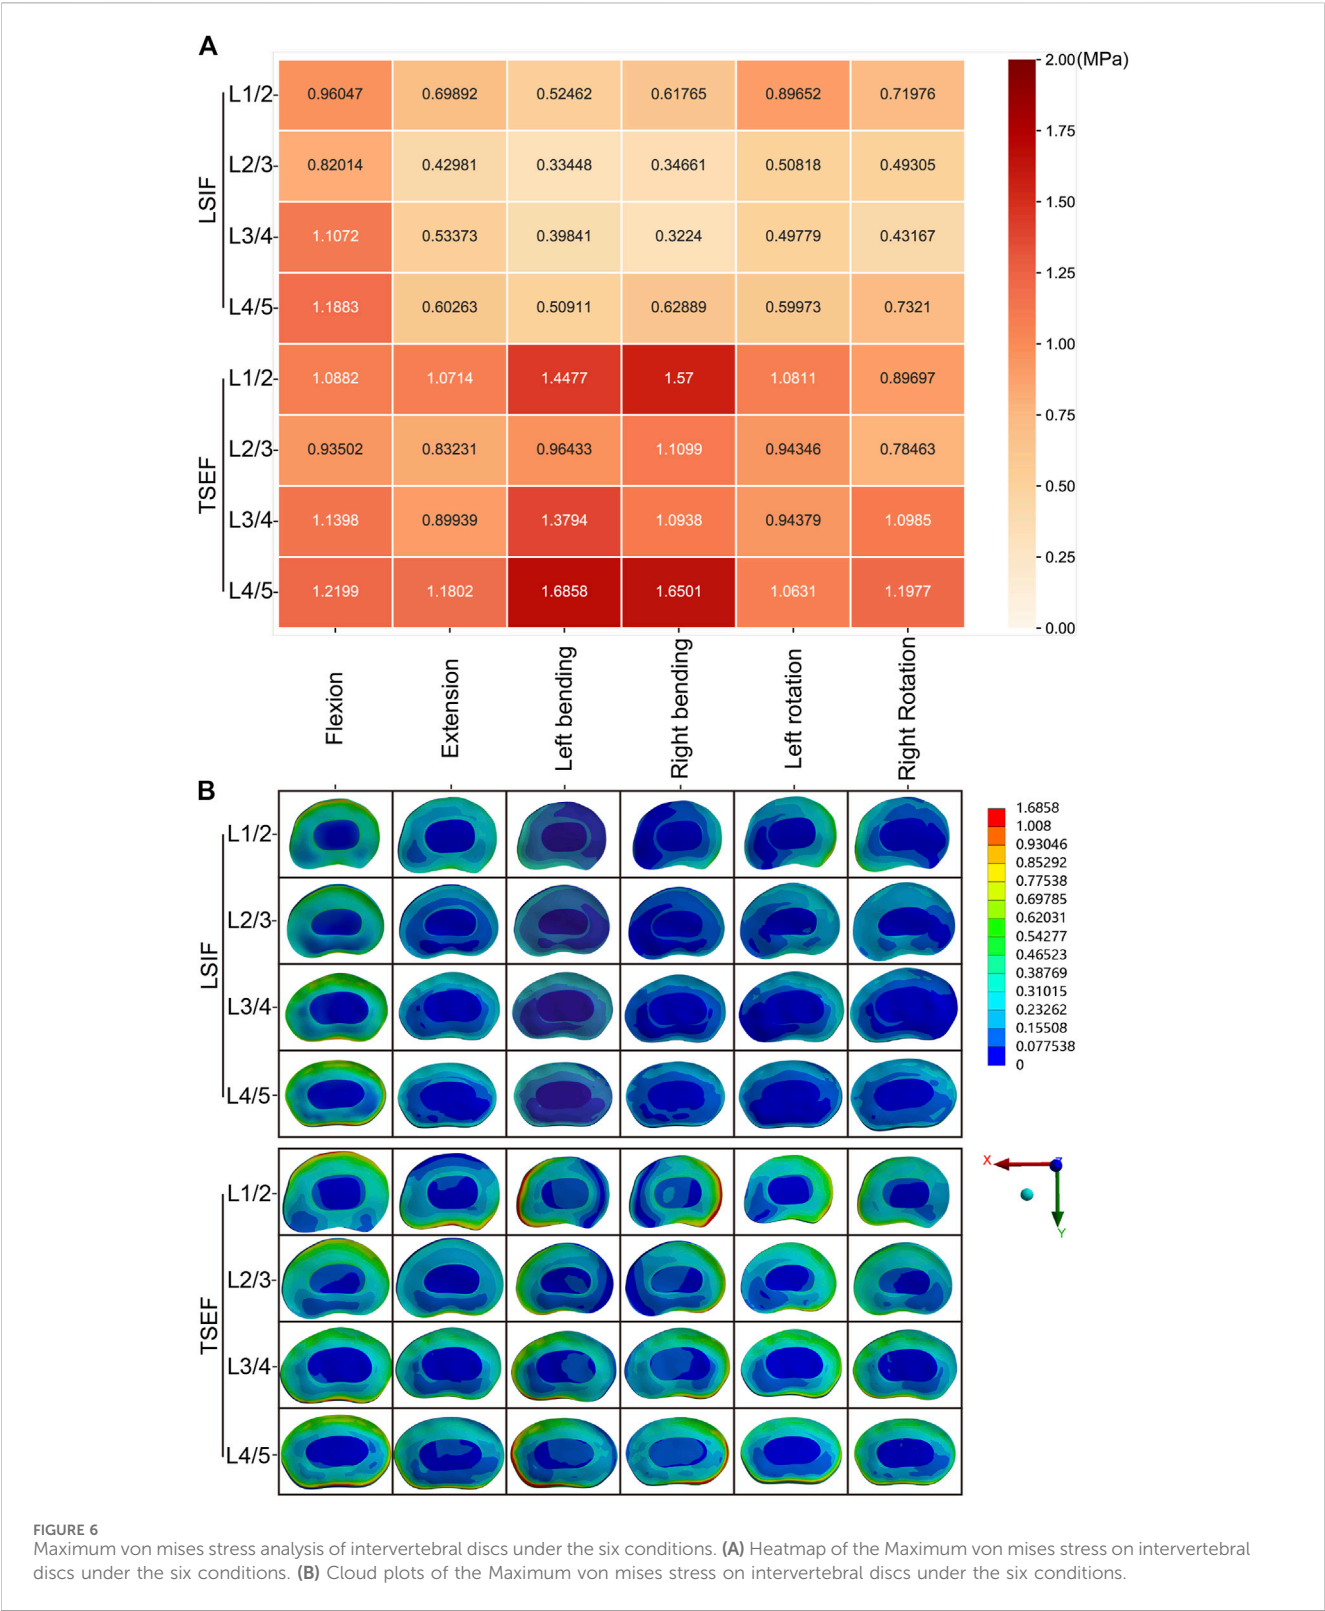 A
2.00(MPa)
L1/2 0.96047 0.69892 0.52462 0.61765 0.89652 0.71976
1.75
L2/3 0.82014 0.42981 0.33448 0.34661 0.50818 0.49305
LSIF
1.50
L3/4 1.1072 0.53373 0.39841 0.3224 0.49779 0.43167
1.25
L4/5 1.1883 0.60263 0.50911 0.62889 0.59973 0.7321
1.00
L1/2 1.0882 1.0714 1.4477 1.57 1.0811 0.89697
0.75
L2/3 0.93502 0.83231 0.96433 1.1099 0.94346 0.78463
TSEF
0.50
L3/4 1.1398 0.89939 1.3794 1.0938 0.94379 1.0985
0.25
L4/5 1.2199 1.1802 1.6858 1.6501 1.0631 1.1977
0.00
Flexion
Extension
Left bending
Right bending
Left rotation
Right Rotation
B
L1/2
L2/3
LSIF
L3/4
L4/5
1.6858
1.008
0.93046
0.85292
0.77538
0.69785
0.62031
0.54277
0.46523
0.38769
0.31015
0.23262
0.15508
0.077538
0
L1/2
L2/3
TSEF
L3/4
L4/5
X
Z
Y
FIGURE 6
Maximum von mises stress analysis of intervertebral discs under the six conditions. (A) Heatmap of the Maximum von mises stress on intervertebral
discs under the six conditions. (B) Cloud plots of the Maximum von mises stress on intervertebral discs under the six conditions.